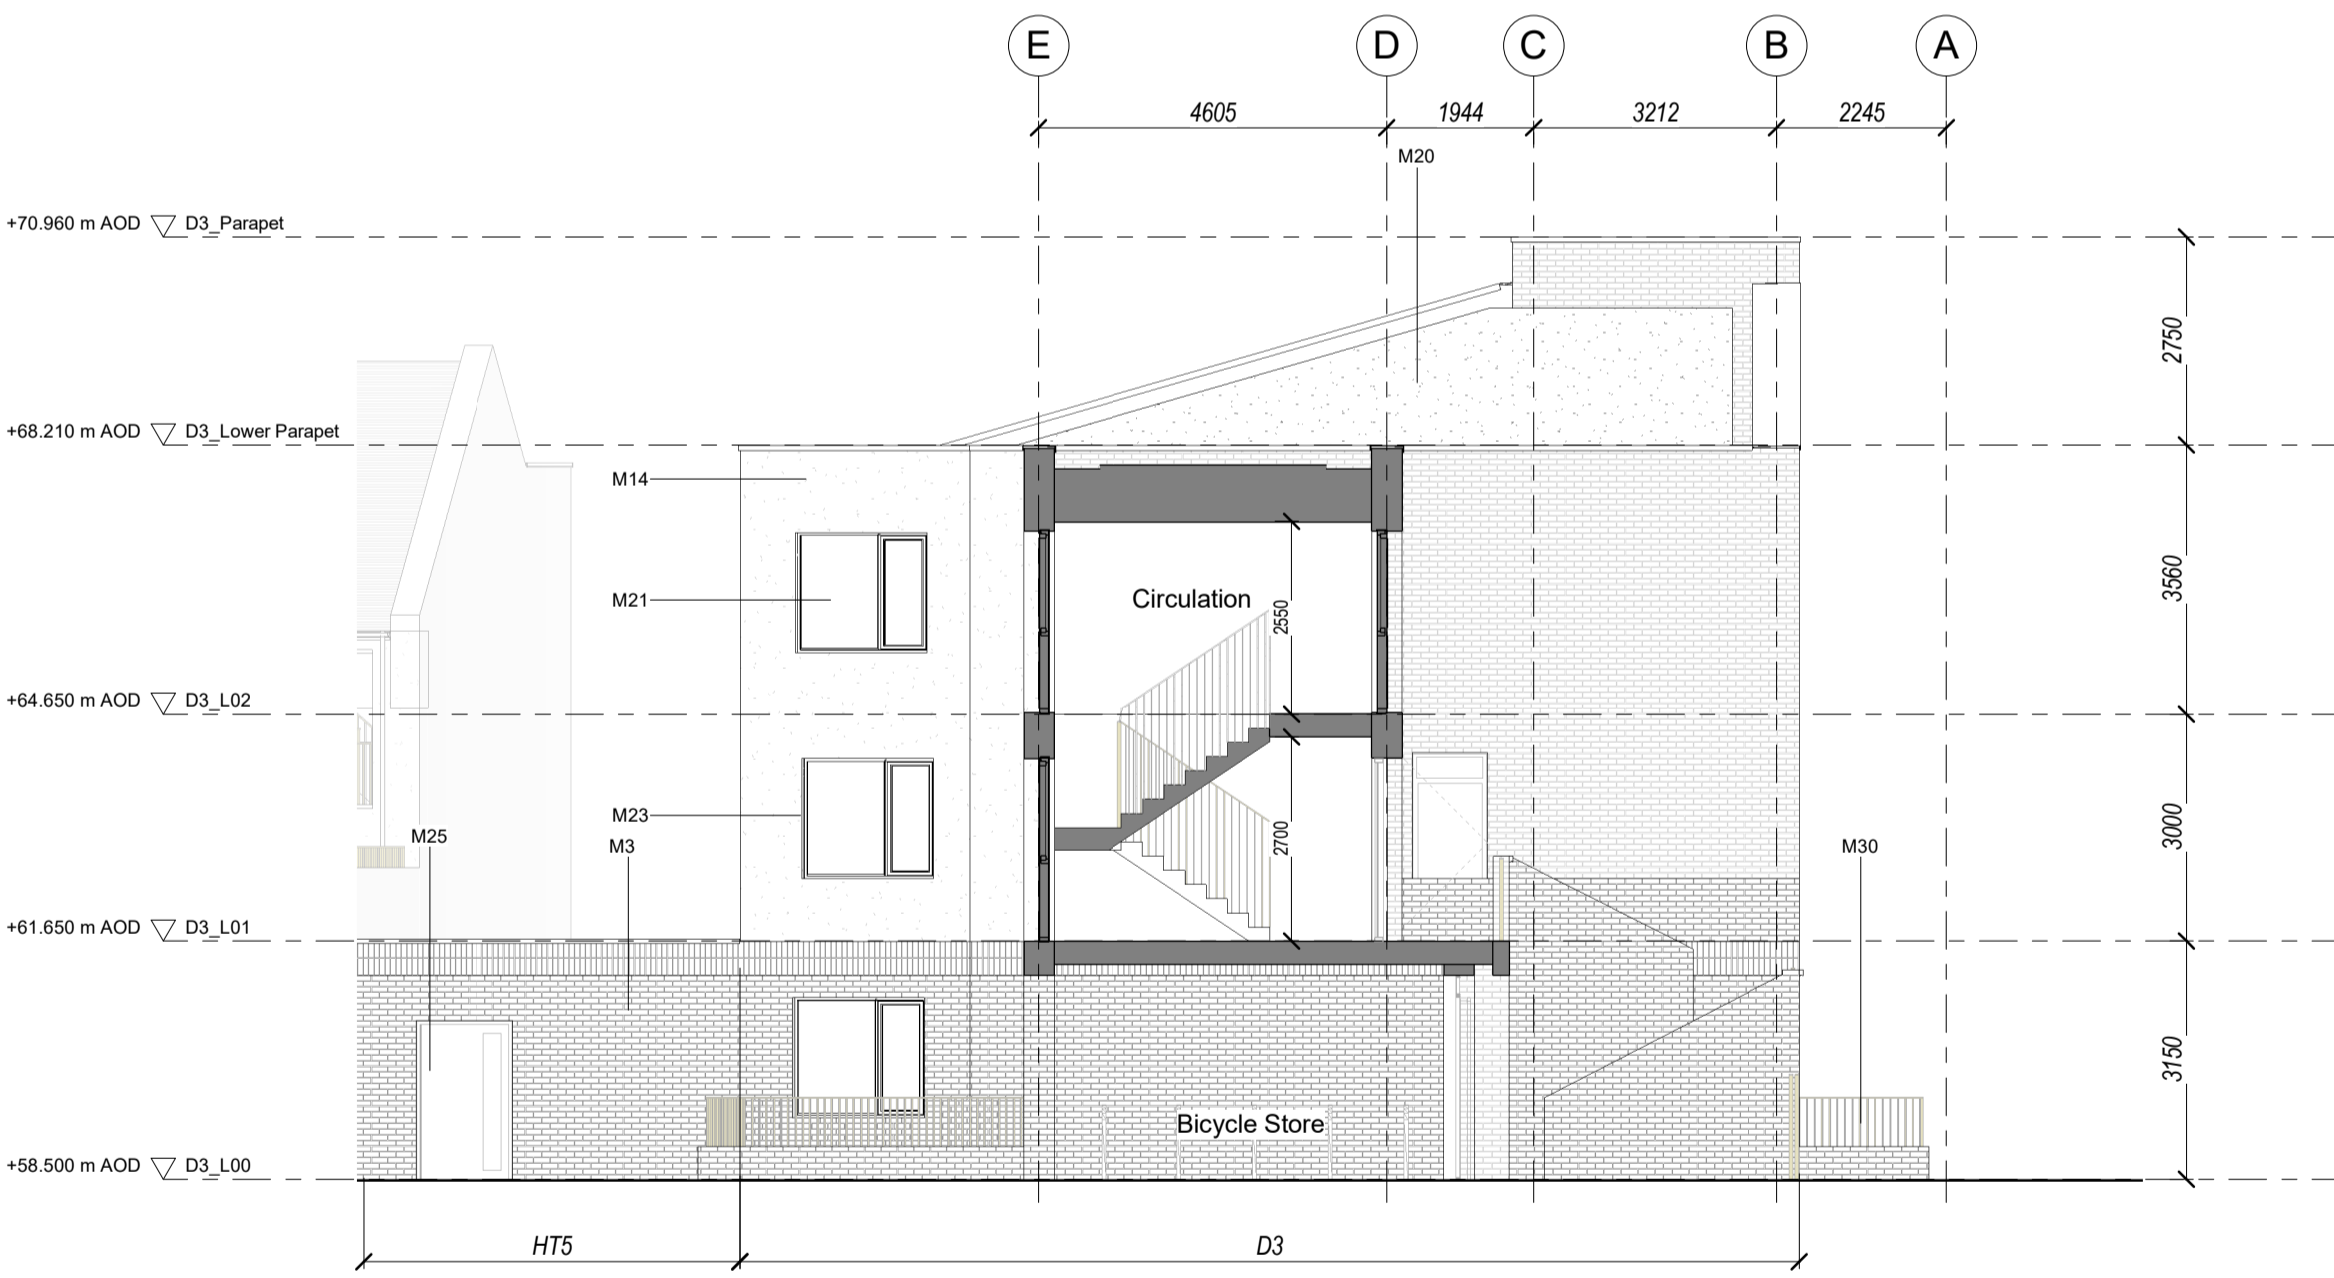 E D C B A
4605 1944 3212 2245
M20
+70.960 m AOD D3_Parapet
2750
+68.210 m AOD D3_Lower Parapet
M14
3560
Circulation
2550
M21
+64.650 m AOD D3_L02
M23
2700
3000
M25
M3
M30
+61.650 m AOD D3_L01
3150
Bicycle Store
+58.500 m AOD D3_L00
HT5 D3